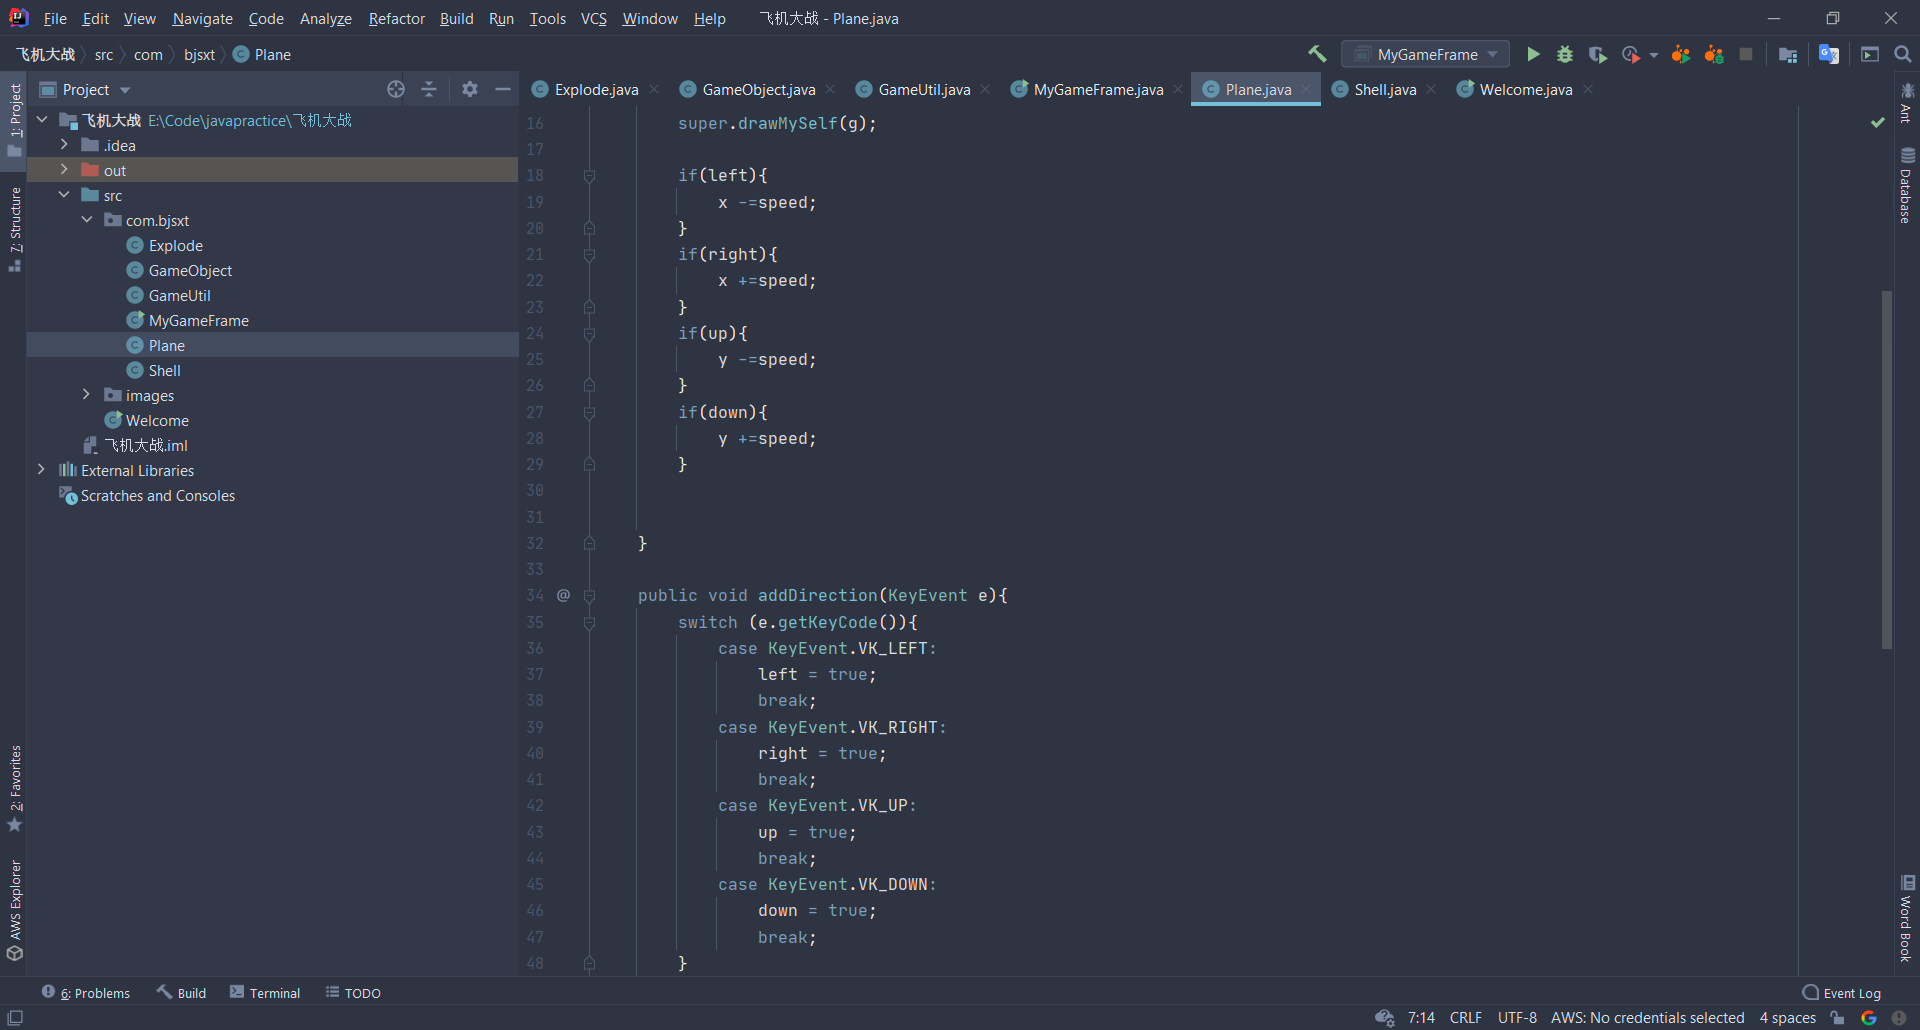 File Edit View Navigate Code Analyze Refactor Build Run Tools VCS Window Help 飞机大战 - Plane.java
飞机大战 src com bjsxt Plane
MyGameFrame
Project
Explode.java GameObject.java GameUtil.java MyGameFrame.java Plane.java Shell.java Welcome.java
飞机大战 E:\Code\javapractice\飞机大战
.idea
out
src
com.bjsxt
Explode
GameObject
GameUtil
MyGameFrame
Plane
Shell
images
Welcome
飞机大战.iml
External Libraries
Scratches and Consoles
1: Project
7: Structure
2: Favorites
AWS Explorer
16 super.drawMySelf(g);
17
18 if(left){
19 x -=speed;
20 }
21 if(right){
22 x +=speed;
23 }
24 if(up){
25 y -=speed;
26 }
27 if(down){
28 y +=speed;
29 }
30
31
32 }
33
34 @ public void addDirection(KeyEvent e){
35 switch (e.getKeyCode()){
36 case KeyEvent.VK_LEFT:
37 left = true;
38 break;
39 case KeyEvent.VK_RIGHT:
40 right = true;
41 break;
42 case KeyEvent.VK_UP:
43 up = true;
44 break;
45 case KeyEvent.VK_DOWN:
46 down = true;
47 break;
48 }
Ant
Database
Word Book
6: Problems Build Terminal TODO Event Log
7:14 CRLF UTF-8 AWS: No credentials selected 4 spaces